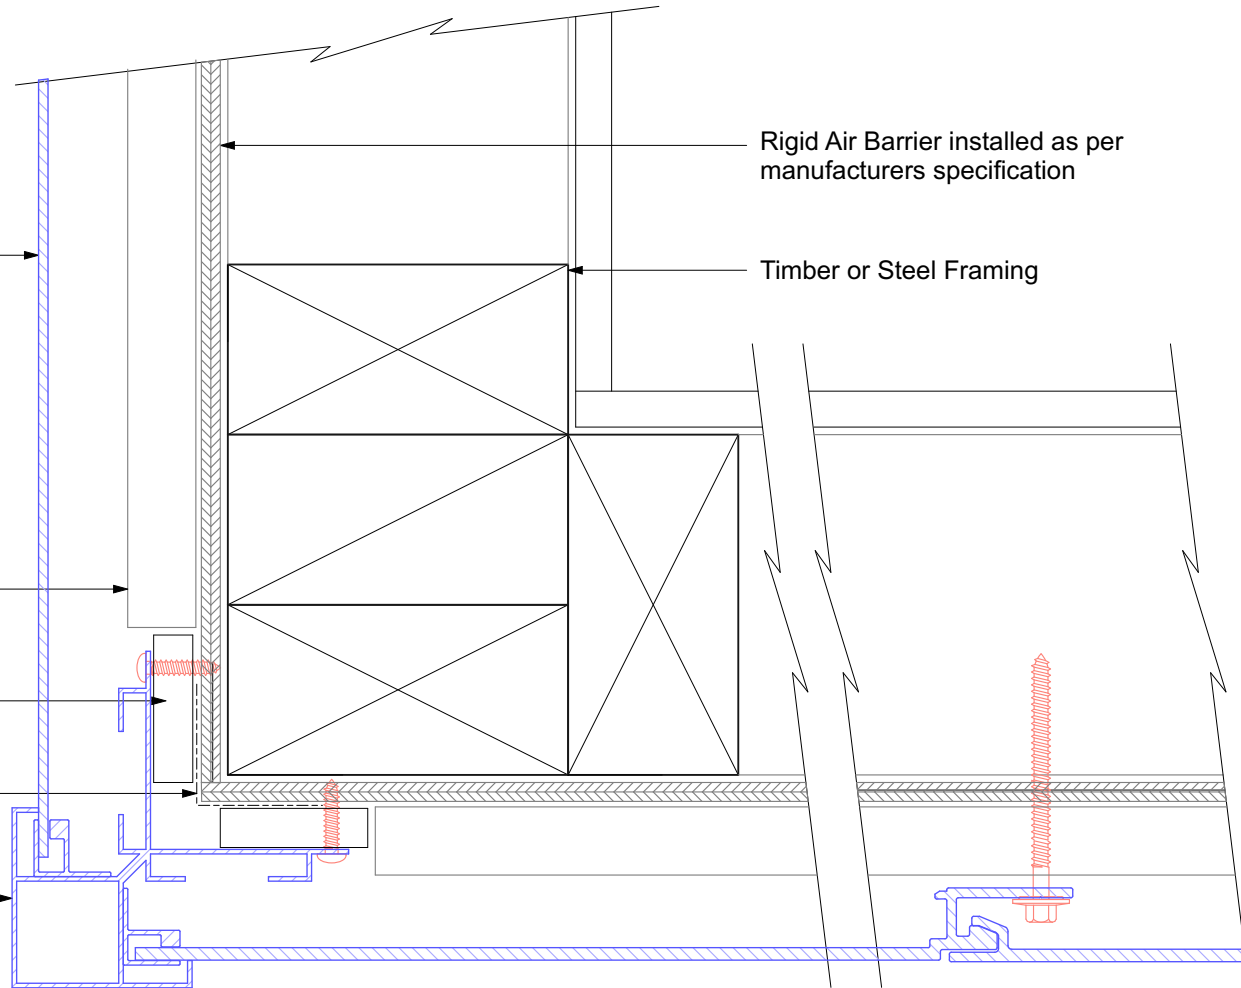 Rigid Air Barrier installed as per
manufacturers specification
Timber or Steel Framing